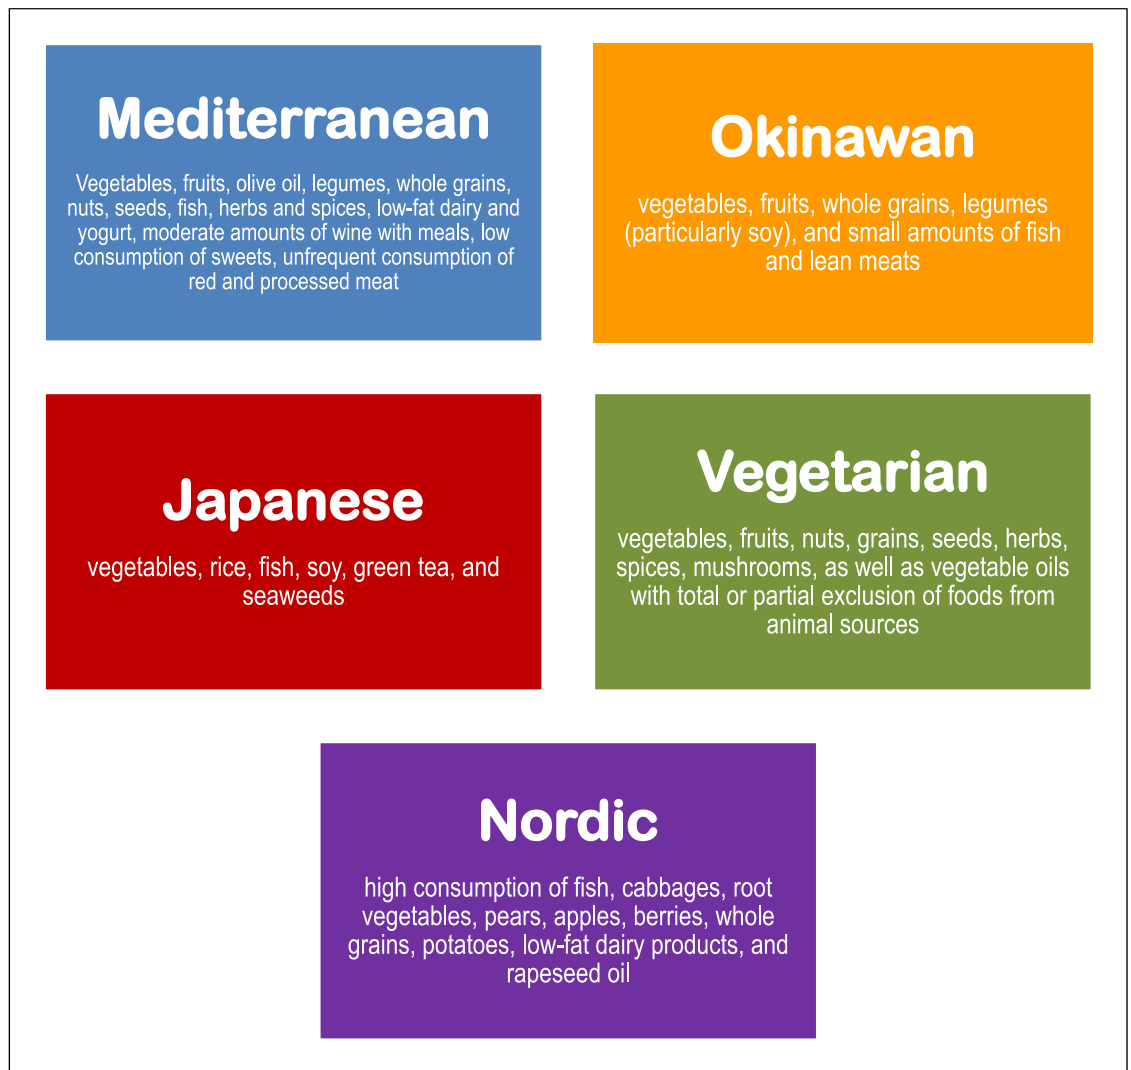 Mediterranean
Vegetables, fruits, olive oil, legumes, whole grains,
nuts, seeds, fish, herbs and spices, low-fat dairy and
yogurt, moderate amounts of wine with meals, low
consumption of sweets, unfrequent consumption of
red and processed meat
Okinawan
vegetables, fruits, whole grains, legumes
(particularly soy), and small amounts of fish
and lean meats
Japanese
vegetables, rice, fish, soy, green tea, and
seaweeds
Vegetarian
vegetables, fruits, nuts, grains, seeds, herbs,
spices, mushrooms, as well as vegetable oils
with total or partial exclusion of foods from
animal sources
Nordic
high consumption of fish, cabbages, root
vegetables, pears, apples, berries, whole
grains, potatoes, low-fat dairy products, and
rapeseed oil